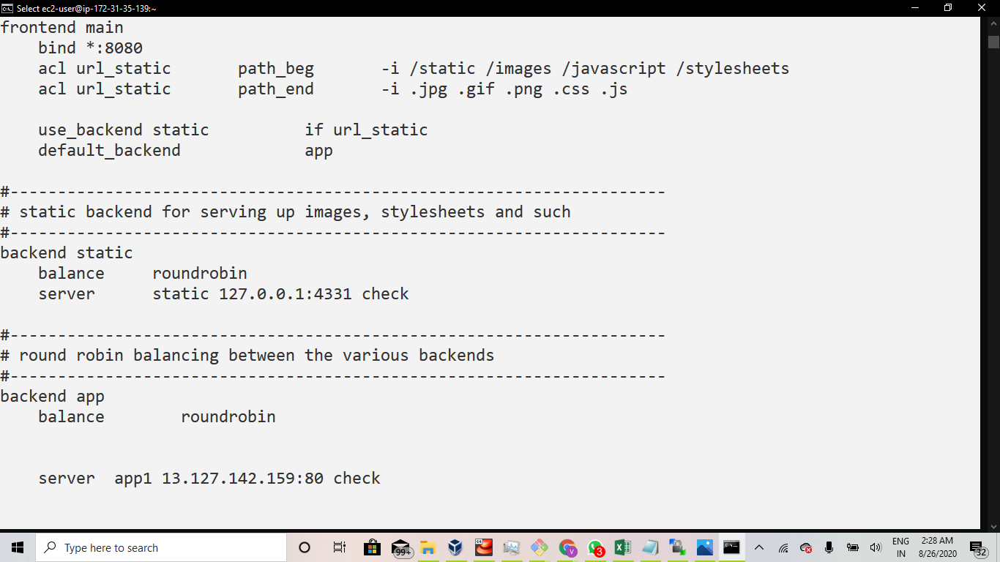 Select ec2-user@ip-172-31-35-139:~
frontend main
    bind *:8080
    acl url_static       path_beg       -i /static /images /javascript /stylesheets
    acl url_static       path_end       -i .jpg .gif .png .css .js
    use_backend static          if url_static
    default_backend             app
#---------------------------------------------------------------------
# static backend for serving up images, stylesheets and such
#---------------------------------------------------------------------
backend static
    balance     roundrobin
    server      static 127.0.0.1:4331 check
#---------------------------------------------------------------------
# round robin balancing between the various backends
#---------------------------------------------------------------------
backend app
    balance        roundrobin
    server  app1 13.127.142.159:80 check
Type here to search
99+
64
V
3
ENG
IN
2:28 AM
8/26/2020
32